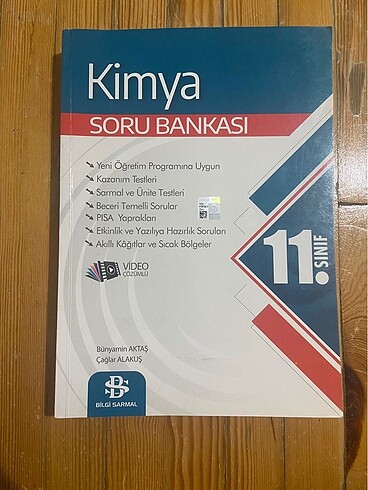 Kimya
SORU BANKASI
Yeni Öğretim Programına Uygun
Kazanım Testleri
Sarmal ve Ünite Testleri
Beceri Temelli Sorular
PISA Yaprakları
Etkinlik ve Yazılıya Hazırlık Soruları
Akıllı Kâğıtlar ve Sıcak Bölgeler
11. SINIF
VİDEO
ÇÖZÜMLÜ
Bünyamin AKTAŞ
Çağlar ALAKUŞ
BİLGİ SARMAL